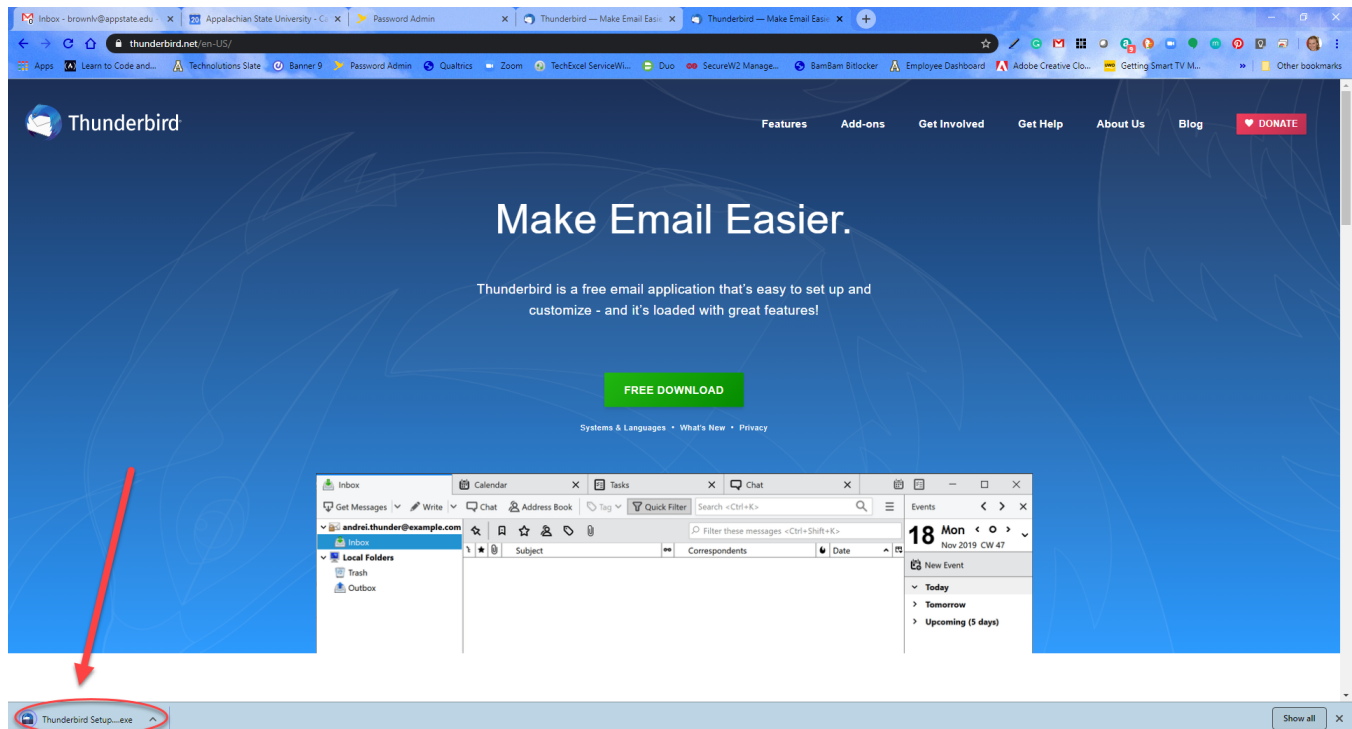 Inbox - brownlv@appstate.edu -
Appalachian State University - Ca
Password Admin
Thunderbird — Make Email Easie
Thunderbird — Make Email Easie
thunderbird.net/en-US/
Apps
Learn to Code and...
Technolutions Slate
Banner 9
Password Admin
Qualtrics
Zoom
TechExcel ServiceWi...
Duo
SecureW2 Manage...
BamBam Bitlocker
Employee Dashboard
Adobe Creative Clo...
Getting Smart TV M...
»
Other bookmarks
Thunderbird
Features
Add-ons
Get Involved
Get Help
About Us
Blog
DONATE
Make Email Easier.
Thunderbird is a free email application that's easy to set up and
customize - and it's loaded with great features!
FREE DOWNLOAD
Systems & Languages • What's New • Privacy
Inbox
Calendar
Tasks
Chat
Get Messages
Write
Chat
Address Book
Tag
Quick Filter
Search <Ctrl+K>
Events
andrei.thunder@example.com
Inbox
Local Folders
Trash
Outbox
Filter these messages <Ctrl+Shift+K>
Subject
Correspondents
Date
18
Mon
Nov 2019 CW 47
New Event
Today
Tomorrow
Upcoming (5 days)
Thunderbird Setup....exe
Show all